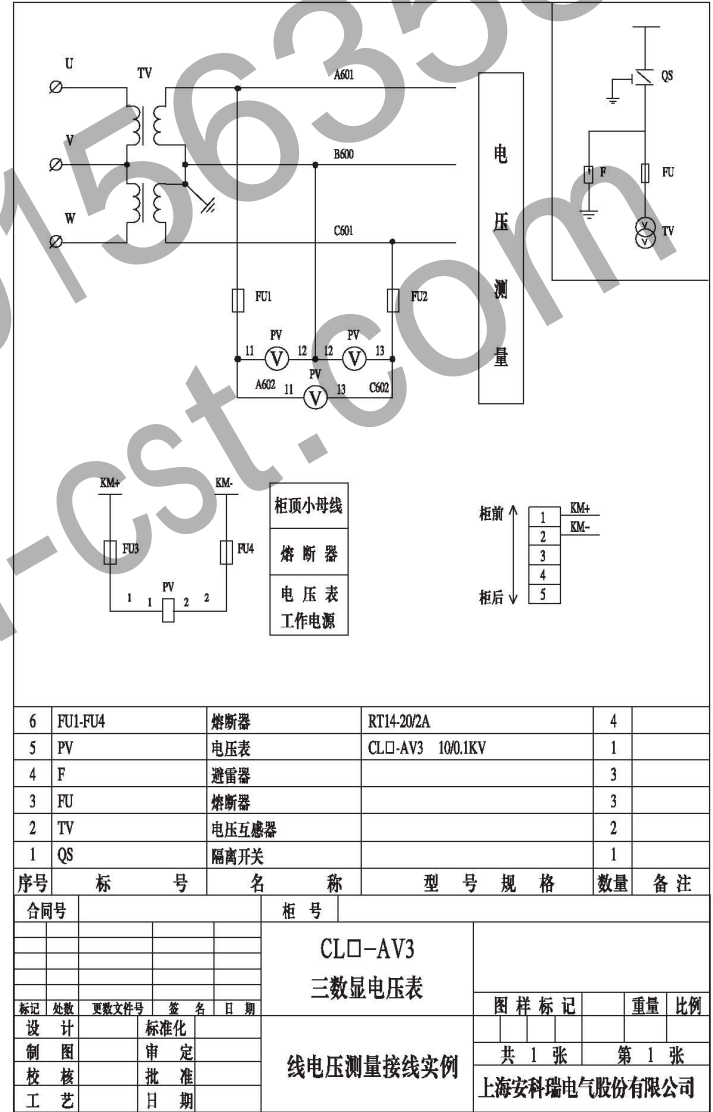 U
TV
V
W
A601
B600
C601
电压测量
QS
F
FU
TV
FU1
FU2
PV
PV
11
12
12
13
A602
11
PV
13
C602
V
V
V
KM+
KM-
FU3
FU4
PV
1
1
2
2
柜顶小母线
熔断器
电压表
工作电源
柜前
柜后
1
2
3
4
5
KM+
KM-
6 FU1-FU4 熔断器 RT14-20/2A 4
5 PV 电压表 CL□-AV3 10/0.1KV 1
4 F 避雷器 3
3 FU 熔断器 3
2 TV 电压互感器 2
1 QS 隔离开关 1
序号 标号 名称 型号规格 数量 备注
合同号 柜号
CL□-AV3
三数显电压表
标记 处数 更数文件号 签名 日期
图样标记 重量 比例
设计 标准化
制图 审定
校核 批准
工艺 日期
线电压测量接线实例
共 1 张 第 1 张
上海安科瑞电气股份有限公司